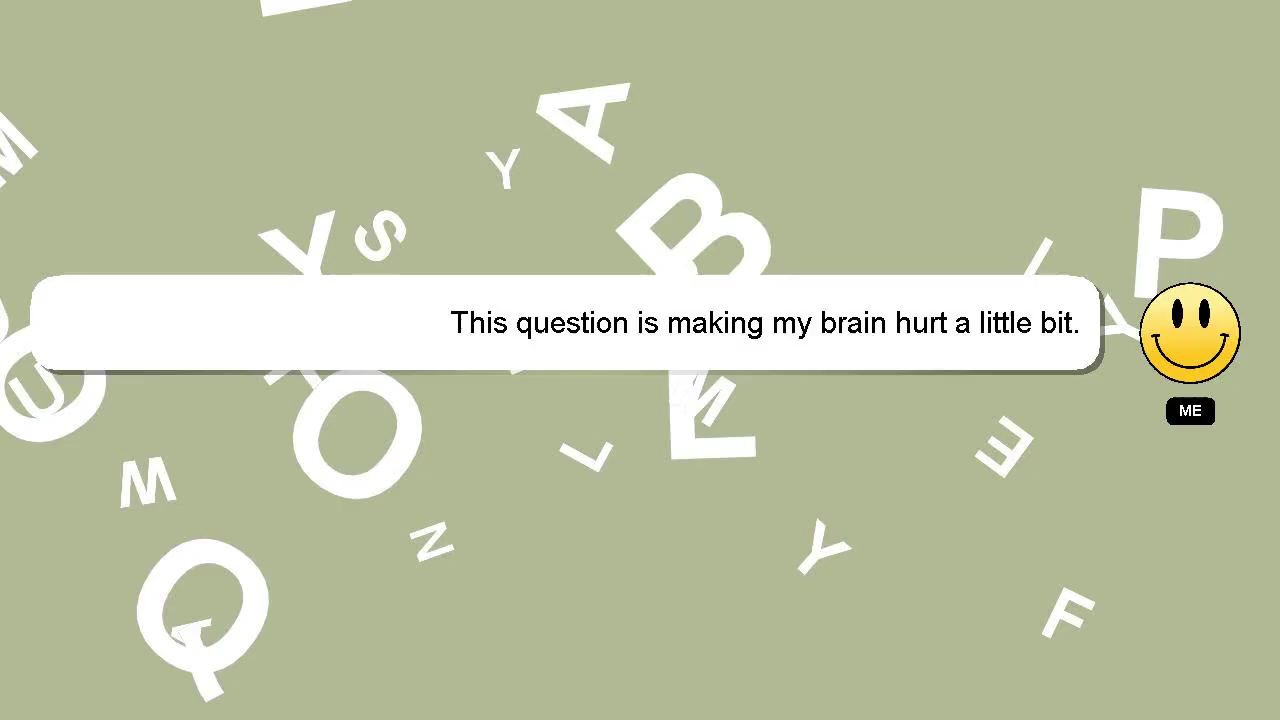 This question is making my brain hurt a little bit.
ME
M
A
Y
Y
S
B
P
Y
U
O
M
L
L
E
W
N
Y
Q
T
F